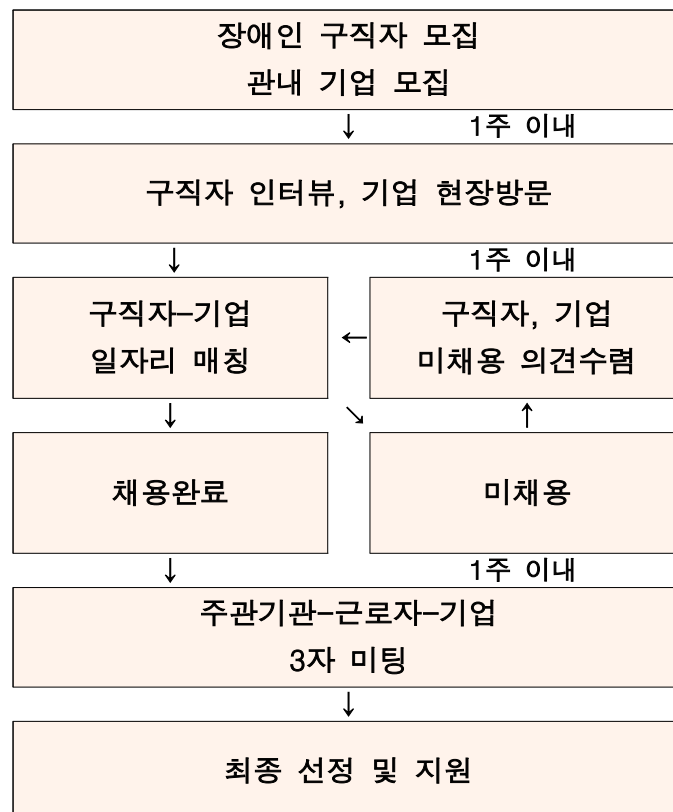 장애인 구직자 모집
관내 기업 모집
↓ 1주 이내
구직자 인터뷰, 기업 현장방문
↓ 1주 이내
구직자–기업
일자리 매칭
←
구직자, 기업
미채용 의견수렴
↓ ↘ ↑
채용완료
미채용
↓ 1주 이내
주관기관–근로자–기업
3자 미팅
↓
최종 선정 및 지원